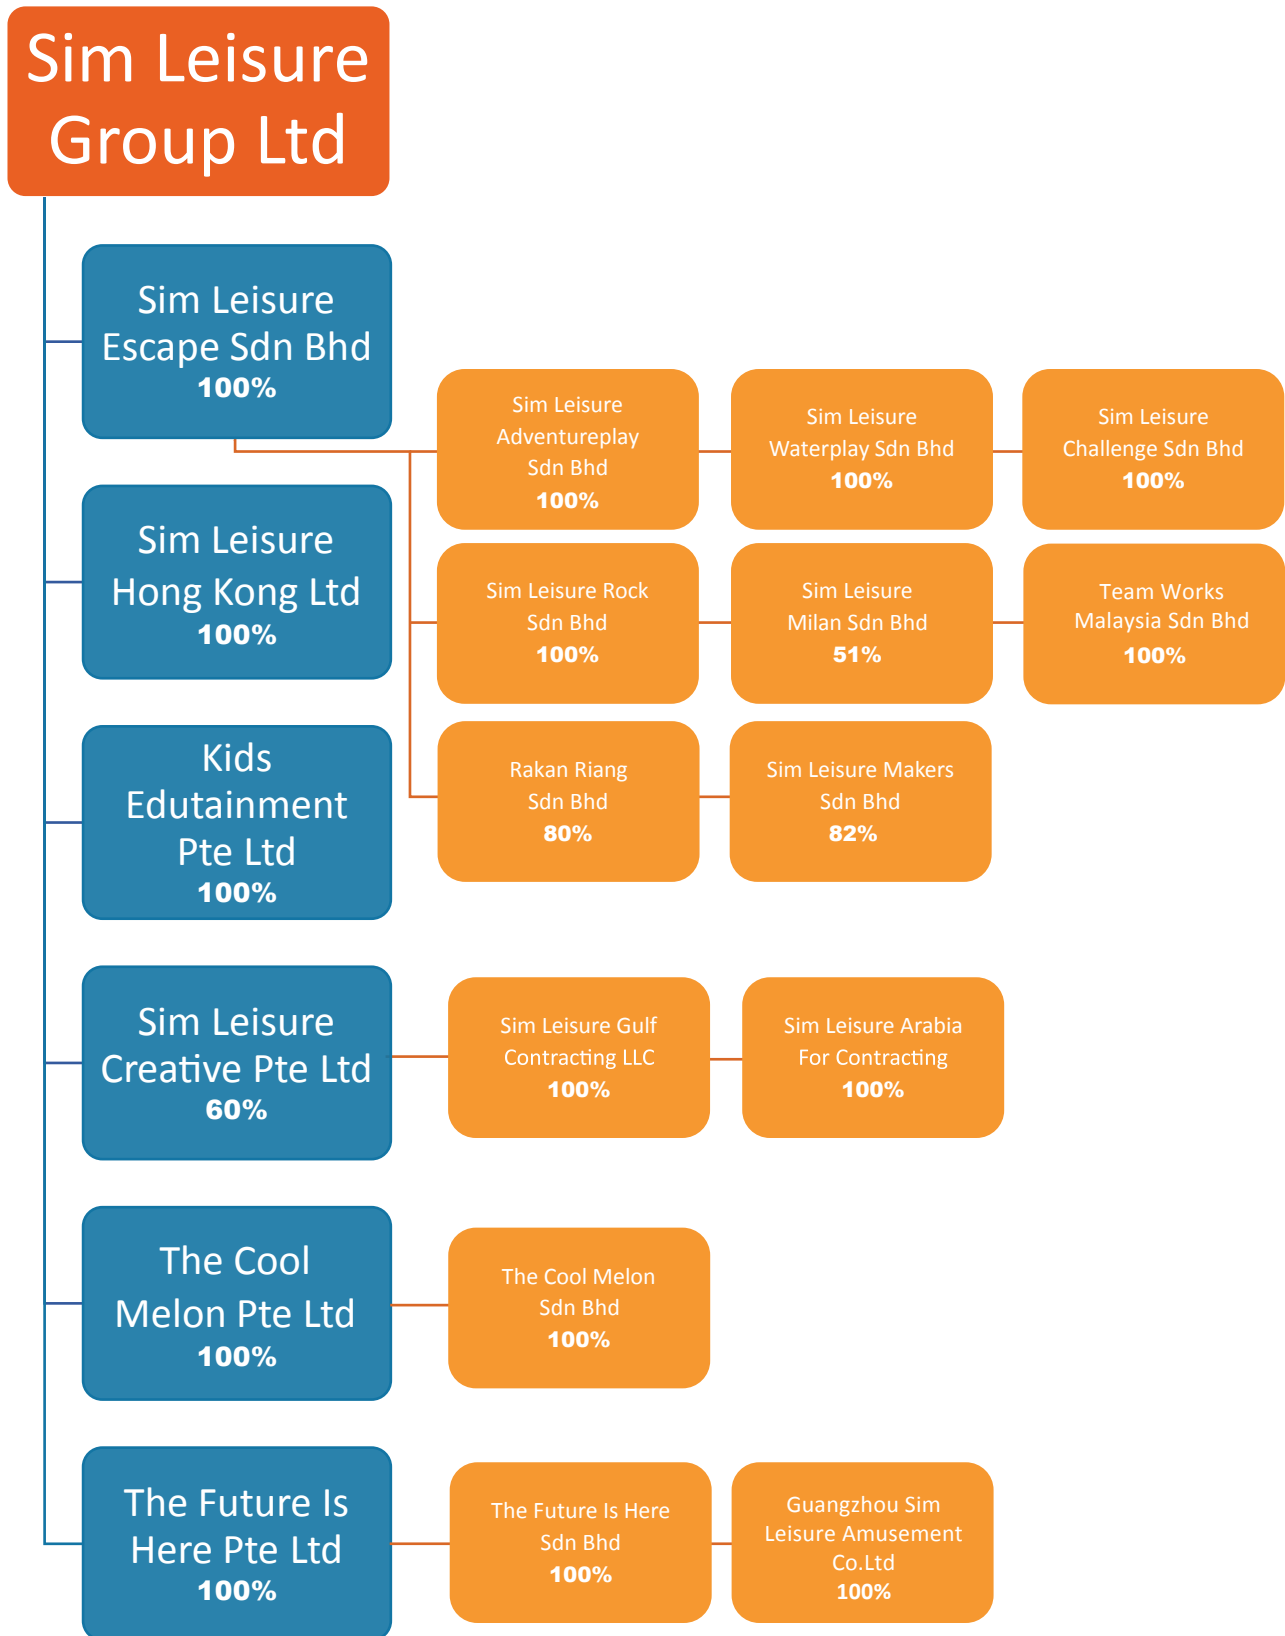 Sim Leisure
Group Ltd
Sim Leisure
Escape Sdn Bhd
100%
Sim Leisure
Adventureplay
Sdn Bhd
100%
Sim Leisure
Waterplay Sdn Bhd
100%
Sim Leisure
Challenge Sdn Bhd
100%
Sim Leisure
Hong Kong Ltd
100%
Sim Leisure Rock
Sdn Bhd
100%
Sim Leisure
Milan Sdn Bhd
51%
Team Works
Malaysia Sdn Bhd
100%
Kids
Edutainment
Pte Ltd
100%
Rakan Riang
Sdn Bhd
80%
Sim Leisure Makers
Sdn Bhd
82%
Sim Leisure
Creative Pte Ltd
60%
Sim Leisure Gulf
Contracting LLC
100%
Sim Leisure Arabia
For Contracting
100%
The Cool
Melon Pte Ltd
100%
The Cool Melon
Sdn Bhd
100%
The Future Is
Here Pte Ltd
100%
The Future Is Here
Sdn Bhd
100%
Guangzhou Sim
Leisure Amusement
Co.Ltd
100%